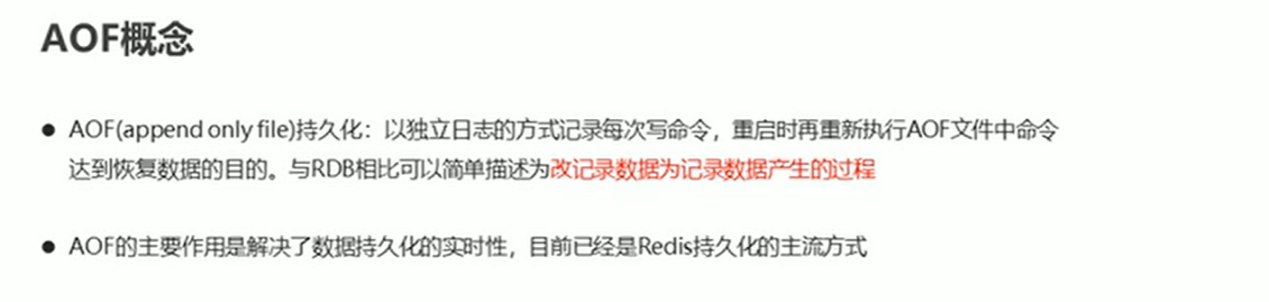 AOF概念
● AOF(append only file)持久化：以独立日志的方式记录每次写命令，重启时再重新执行AOF文件中命令
达到恢复数据的目的。与RDB相比可以简单描述为改记录数据为记录数据产生的过程
● AOF的主要作用是解决了数据持久化的实时性，目前已经是Redis持久化的主流方式